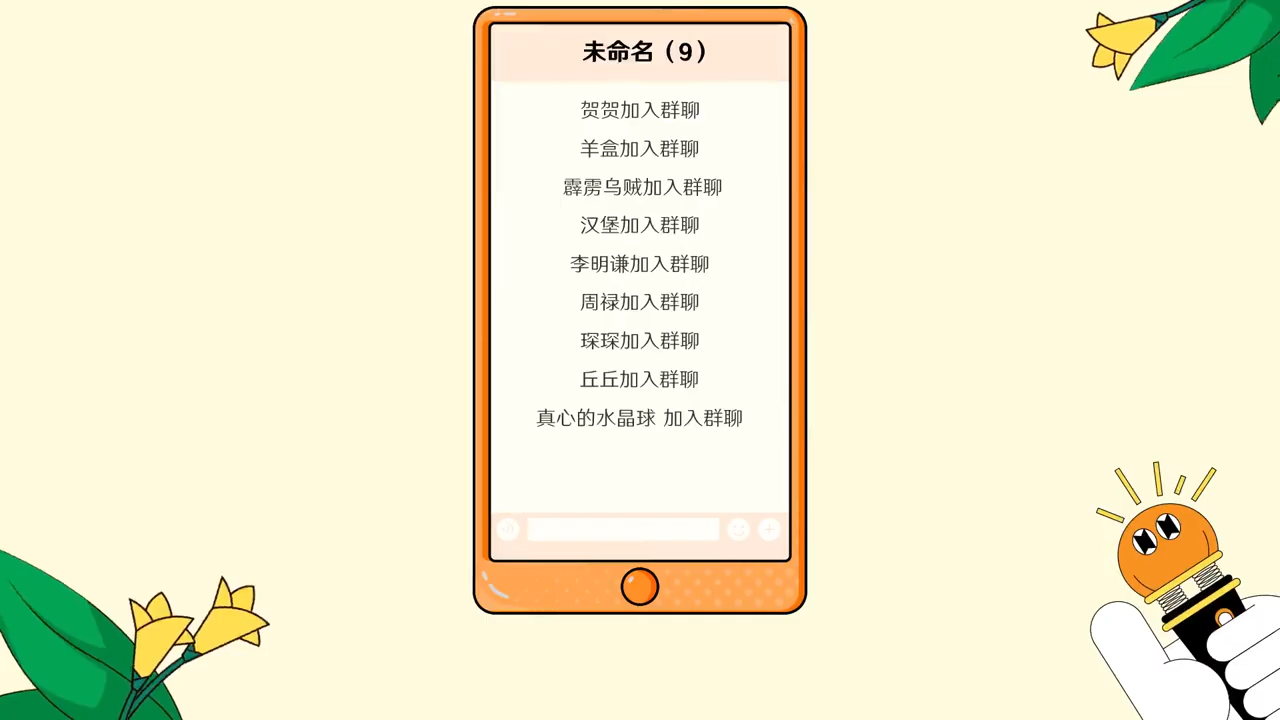 未命名（9）
贺贺加入群聊
羊盒加入群聊
霹雳乌贼加入群聊
汉堡加入群聊
李明谦加入群聊
周禄加入群聊
琛琛加入群聊
丘丘加入群聊
真心的水晶球 加入群聊